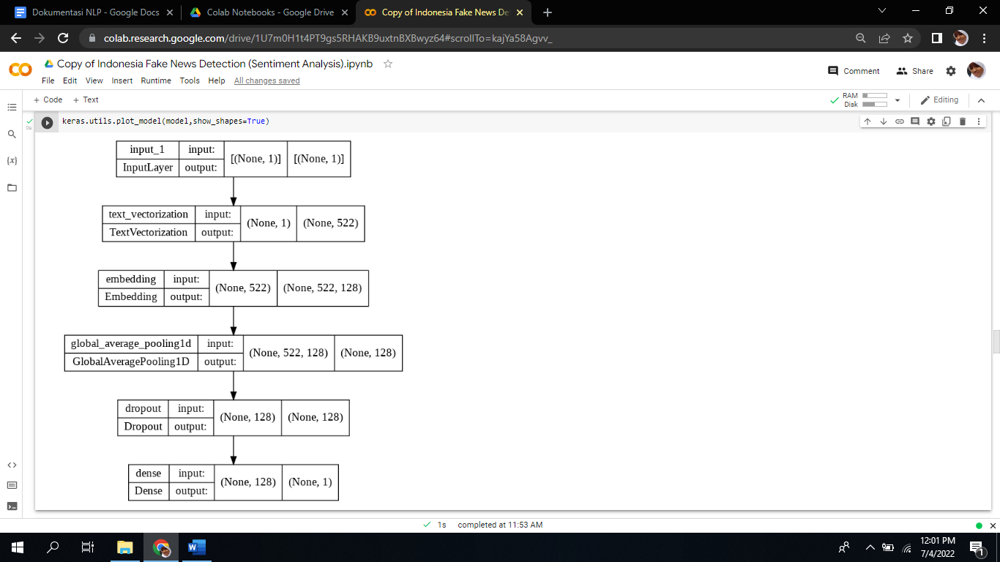 Dokumentasi NLP - Google Docs
Colab Notebooks - Google Drive
Copy of Indonesia Fake News De
colab.research.google.com/drive/1U7m0H1t4PT9gs5RHAKB9uxtnBXBwyz64#scrollTo=kajYa58Agvv_
Copy of Indonesia Fake News Detection (Sentiment Analysis).ipynb
File Edit View Insert Runtime Tools Help All changes saved
Comment Share
+ Code + Text
RAM
Disk
Editing
keras.utils.plot_model(model,show_shapes=True)
0s
{x}
input_1 input: [(None, 1)] [(None, 1)]
InputLayer output:
text_vectorization input: (None, 1) (None, 522)
TextVectorization output:
embedding input: (None, 522) (None, 522, 128)
Embedding output:
global_average_pooling1d input: (None, 522, 128) (None, 128)
GlobalAveragePooling1D output:
dropout input: (None, 128) (None, 128)
Dropout output:
dense input: (None, 128) (None, 1)
Dense output:
1s completed at 11:53 AM
12:01 PM
7/4/2022
1